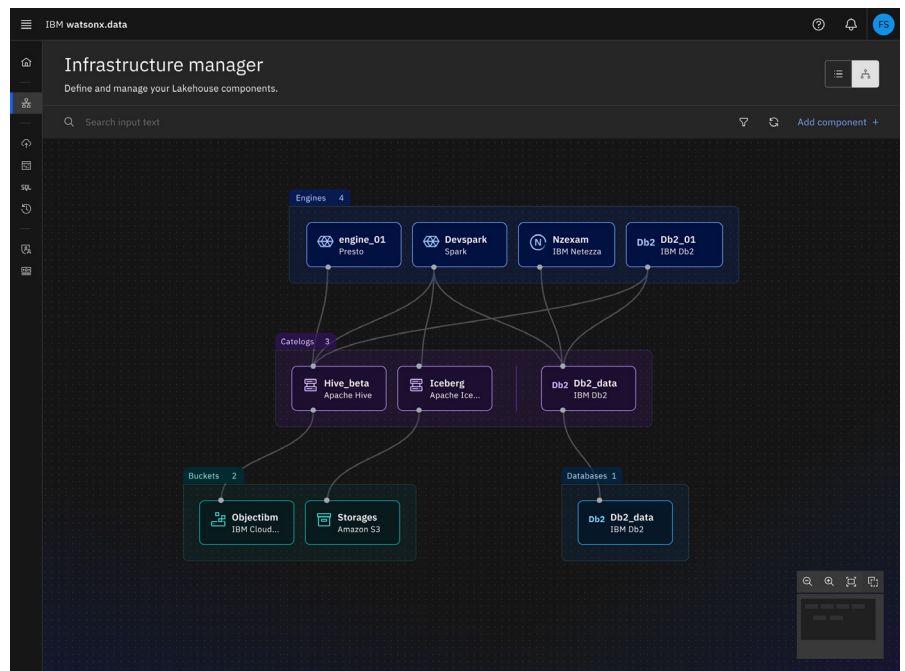 IBM watsonx.data
FS
Infrastructure manager
Define and manage your Lakehouse components.
Search input text
Add component +
SQL
Engines 4
engine_01
Presto
Devspark
Spark
N
Nzexam
IBM Netezza
Db2
Db2_01
IBM Db2
Catelogs 3
Hive_beta
Apache Hive
Iceberg
Apache Ice...
Db2
Db2_data
IBM Db2
Buckets 2
Objectibm
IBM Cloud...
Storages
Amazon S3
Databases 1
Db2
Db2_data
IBM Db2